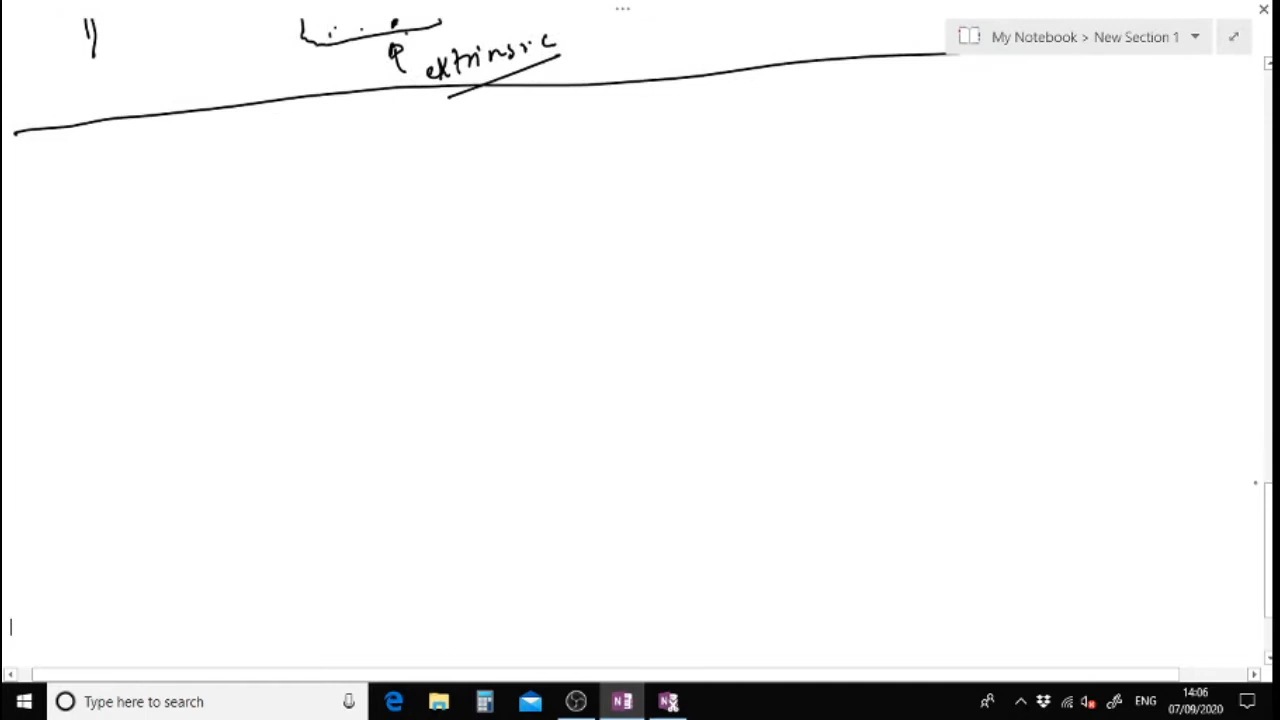 My Notebook > New Section 1
extrinsic
Type here to search
ENG
14:06
07/09/2020